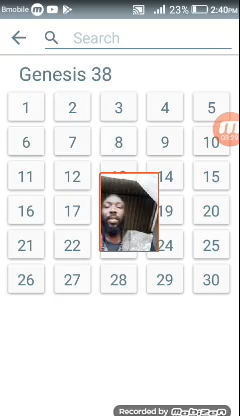 Bmobile 23% 2:40PM
Search
Genesis 38
1 2 3 4 5
6 7 8 9 10
11 12 14 15
16 17 19 20
21 22 24 25
26 27 28 29 30
Recorded by mobizen